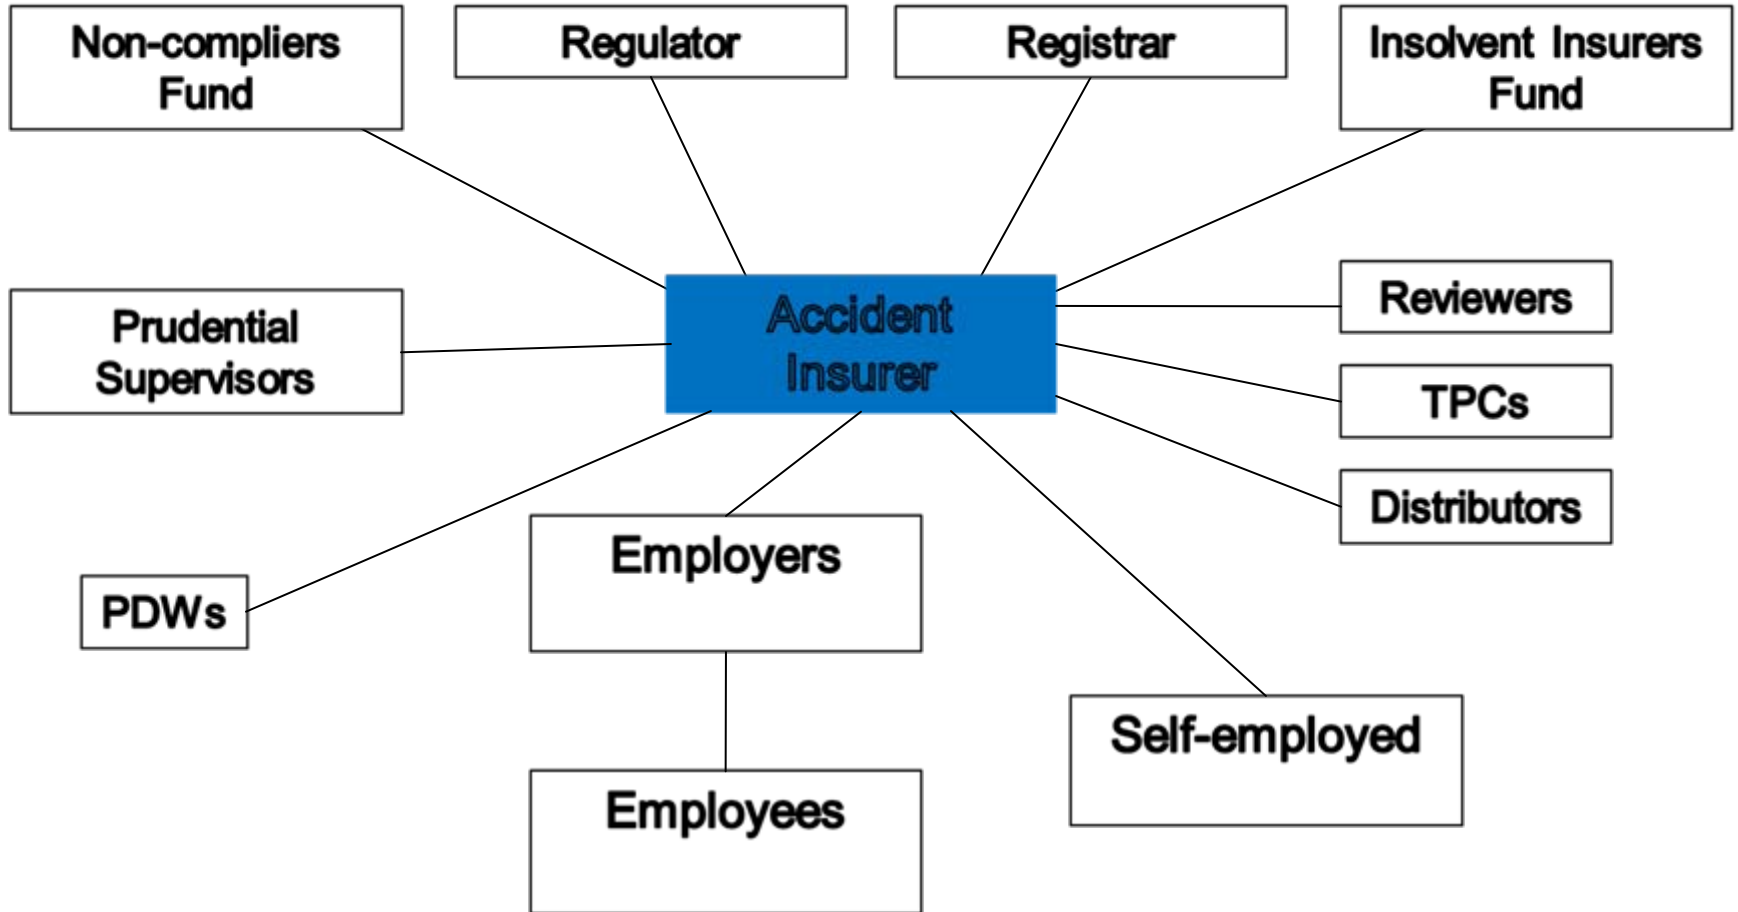 Non-compliers
Fund
Regulator
Registrar
Insolvent Insurers
Fund
Prudential
Supervisors
Accident
Insurer
Reviewers
TPCs
Distributors
PDWs
Employers
Self-employed
Employees